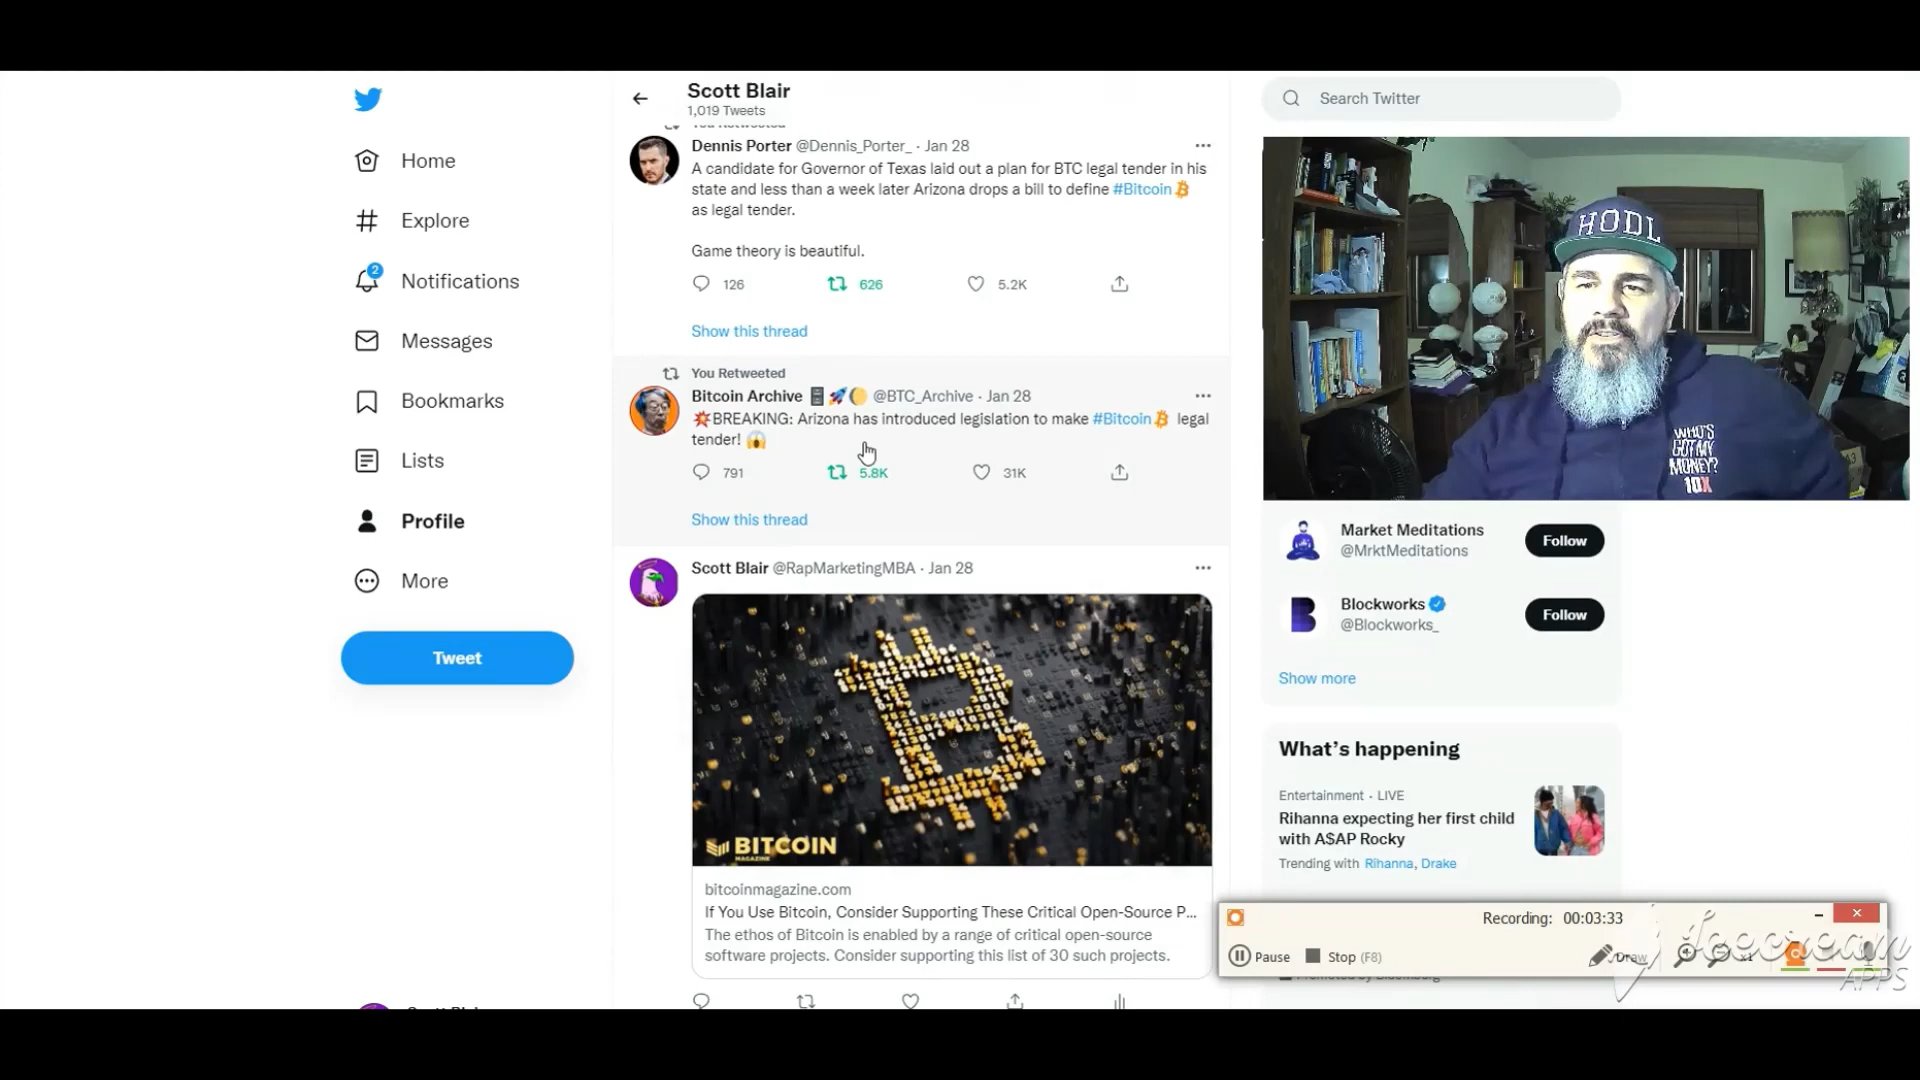 Scott Blair
1,019 Tweets
Search Twitter
Home
Explore
2
Notifications
Messages
Bookmarks
Lists
Profile
More
Tweet
You Retweeted
Dennis Porter @Dennis_Porter_ · Jan 28
A candidate for Governor of Texas laid out a plan for BTC legal tender in his
state and less than a week later Arizona drops a bill to define #Bitcoin
as legal tender.
Game theory is beautiful.
126 626 5.2K
Show this thread
You Retweeted
Bitcoin Archive @BTC_Archive · Jan 28
BREAKING: Arizona has introduced legislation to make #Bitcoin legal
tender!
791 5.8K 31K
Show this thread
Scott Blair @RapMarketingMBA · Jan 28
BITCOIN
MAGAZINE
bitcoinmagazine.com
If You Use Bitcoin, Consider Supporting These Critical Open-Source P...
The ethos of Bitcoin is enabled by a range of critical open-source
software projects. Consider supporting this list of 30 such projects.
HODL
WHO'S
GOT MY
MONEY?
10X
Market Meditations
@MrktMeditations
Follow
Blockworks
@Blockworks_
Follow
Show more
What's happening
Entertainment · LIVE
Rihanna expecting her first child
with A$AP Rocky
Trending with Rihanna, Drake
Recording: 00:03:33
Pause Stop (F8) Draw x1
Icecream
APPS